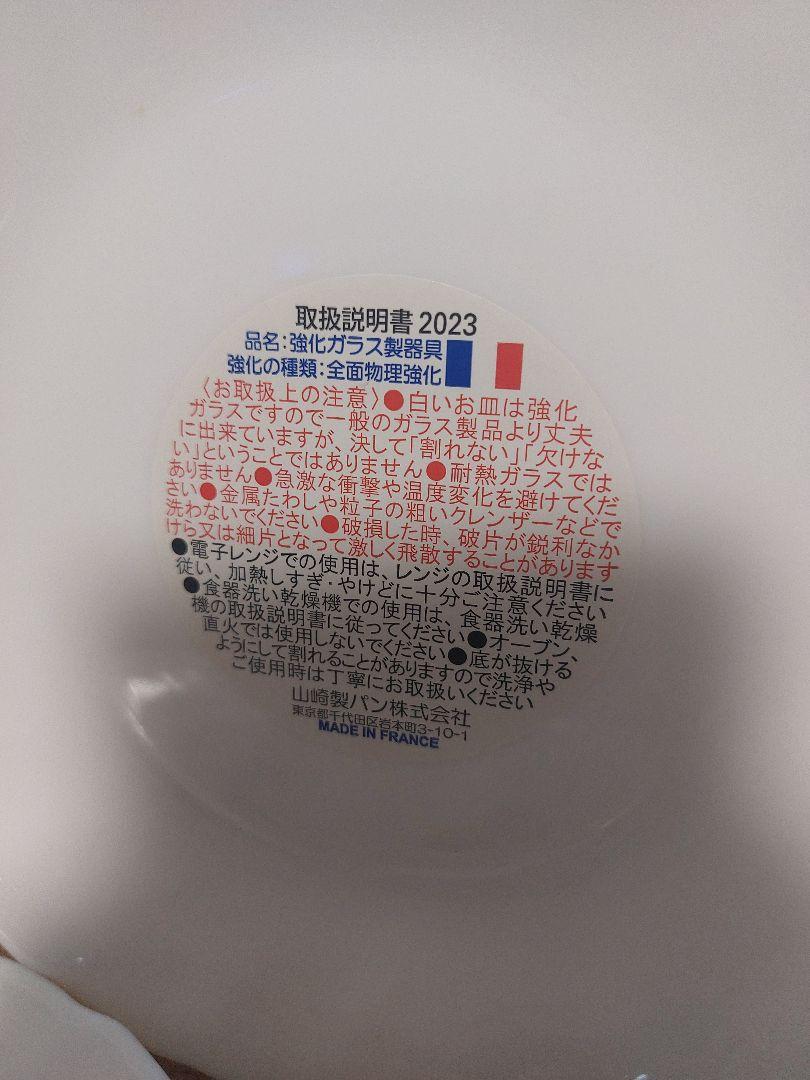 取扱説明書 2023
品名:強化ガラス製器具
強化の種類:全面物理強化
〈お取扱上の注意〉●白いお皿は強化
ガラスですので一般のガラス製品より丈夫
に出来ていますが、決して「割れない」「欠けな
い」ということではありません●耐熱ガラスでは
ありません●急激な衝撃や温度変化を避けてくだ
さい●金属たわしや粒子の粗いクレンザーなどで
洗わないでください●破損した時、破片が鋭利なか
けら又は細片となって激しく飛散することがあります
●電子レンジでの使用は、レンジの取扱説明書に
従い、加熱しすぎ・やけどに十分ご注意ください
●食器洗い乾燥機での使用は、食器洗い乾燥
機の取扱説明書に従ってください●オーブン、
直火では使用しないでください●底が抜ける
ようにして割れることがありますので洗浄や
ご使用時は丁寧にお取扱いください
山崎製パン株式会社
東京都千代田区岩本町3-10-1
MADE IN FRANCE